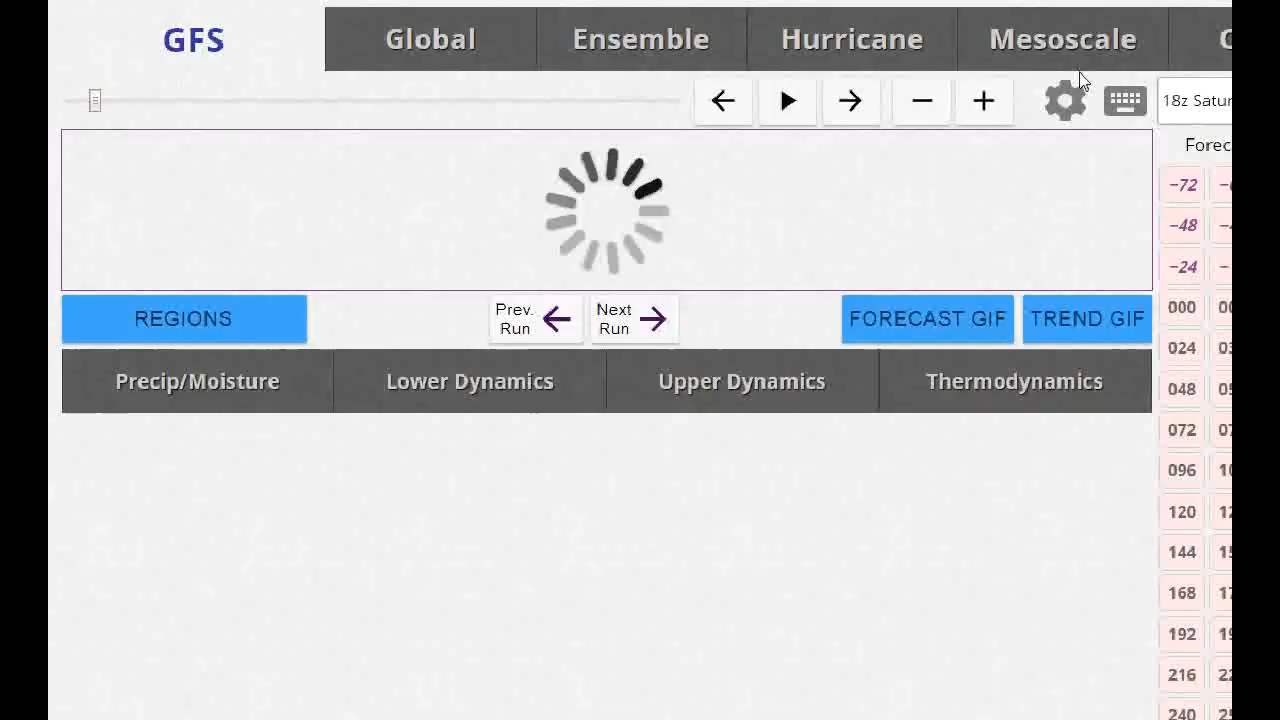 GFS Global Ensemble Hurricane Mesoscale
18z Satur
Forec
-72
-48
-24
000
024
048
072
096
120
144
168
192
216
240
REGIONS
Prev. Run
Next Run
FORECAST GIF
TREND GIF
Precip/Moisture Lower Dynamics Upper Dynamics Thermodynamics